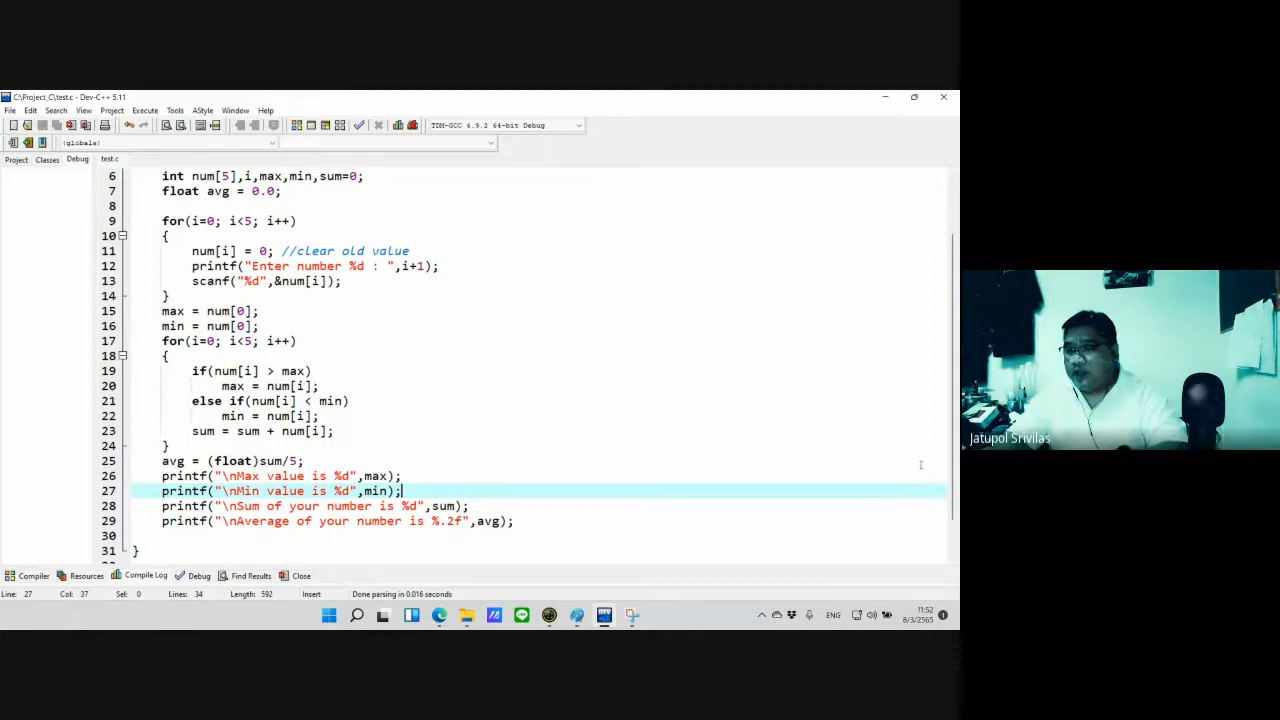 C:\Project_C\test.c - Dev-C++ 5.11
File Edit Search View Project Execute Tools AStyle Window Help
TDM-GCC 4.9.2 64-bit Debug
(globals)
Project Classes Debug test.c
6 int num[5],i,max,min,sum=0;
7 float avg = 0.0;
8
9 for(i=0; i<5; i++)
10 {
11 num[i] = 0; //clear old value
12 printf("Enter number %d : ",i+1);
13 scanf("%d",&num[i]);
14 }
15 max = num[0];
16 min = num[0];
17 for(i=0; i<5; i++)
18 {
19 if(num[i] > max)
20 max = num[i];
21 else if(num[i] < min)
22 min = num[i];
23 sum = sum + num[i];
24 }
25 avg = (float)sum/5;
26 printf("\nMax value is %d",max);
27 printf("\nMin value is %d",min);
28 printf("\nSum of your number is %d",sum);
29 printf("\nAverage of your number is %.2f",avg);
30
31 }
Compiler Resources Compile Log Debug Find Results Close
Line: 27 Col: 37 Sel: 0 Lines: 34 Length: 592 Insert Done parsing in 0.016 seconds
ENG 11:52
8/3/2565
Jatupol Srivilas